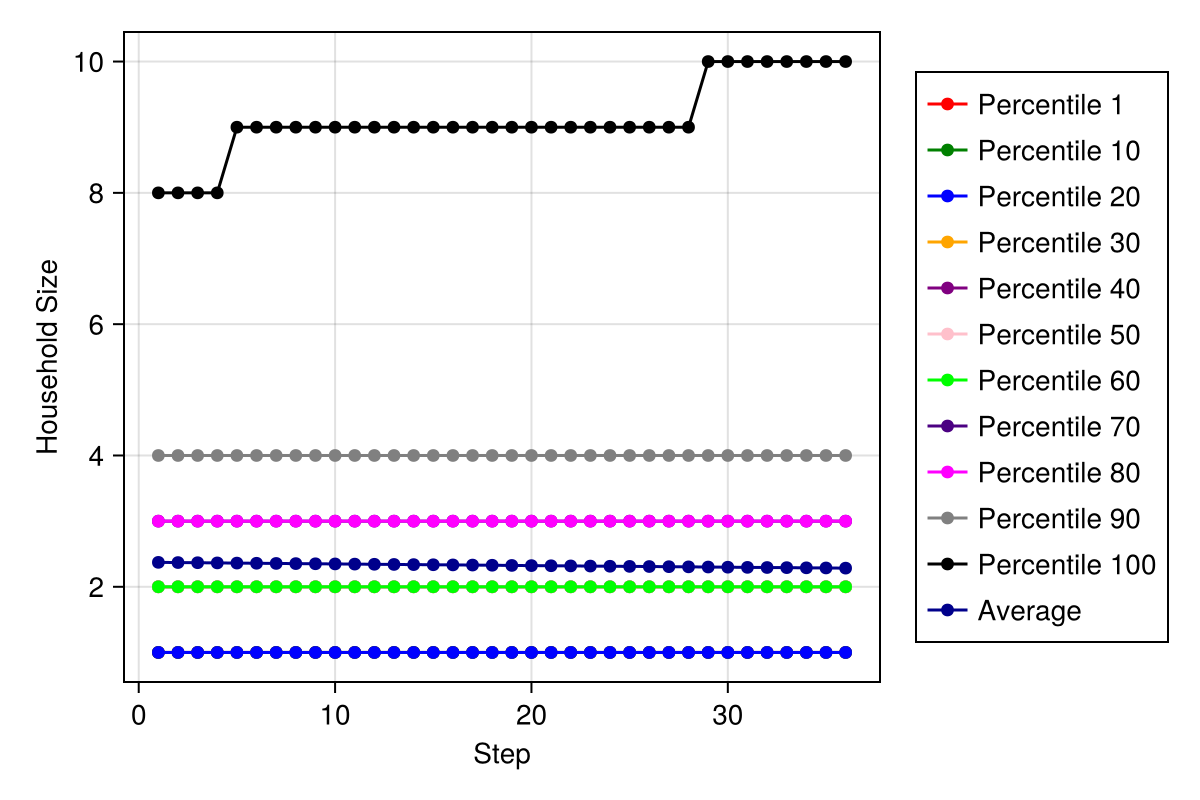 10
8
6
4
2
Household Size
0
10
20
30
Step
Percentile 1
Percentile 10
Percentile 20
Percentile 30
Percentile 40
Percentile 50
Percentile 60
Percentile 70
Percentile 80
Percentile 90
Percentile 100
Average